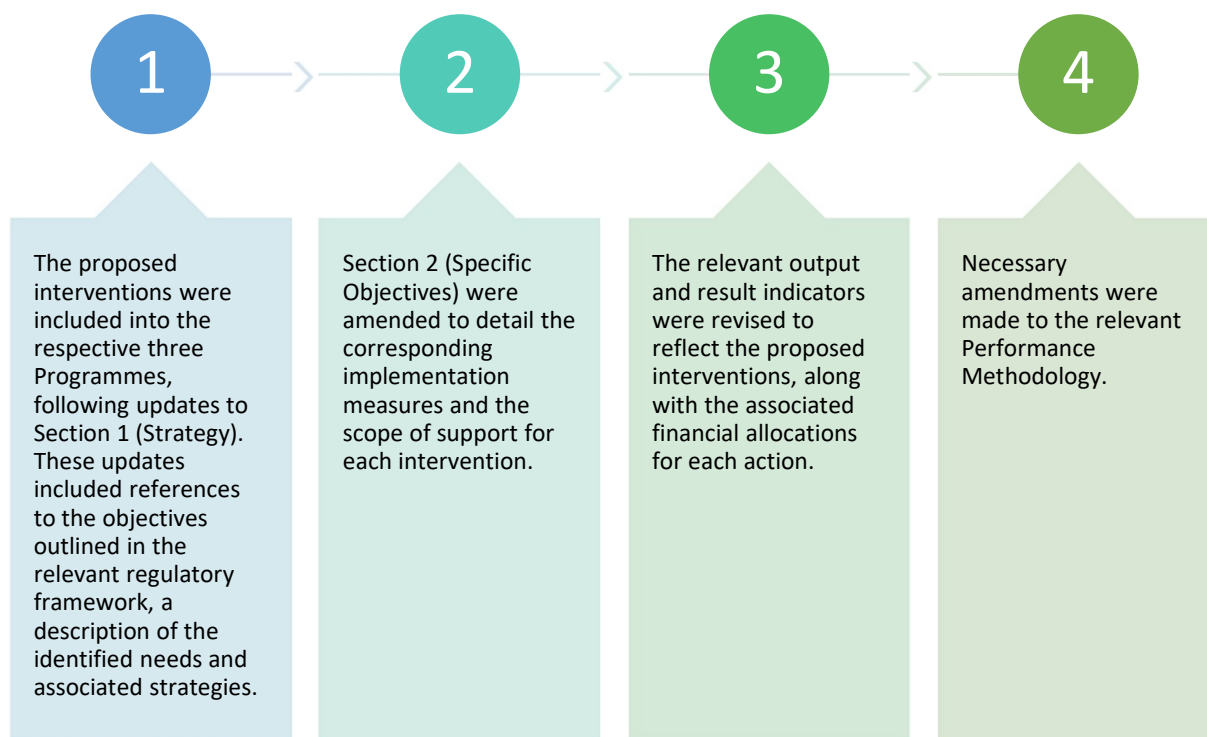 1
2
3
4
The proposed
interventions were
included into the
respective three
Programmes,
following updates to
Section 1 (Strategy).
These updates
included references
to the objectives
outlined in the
relevant regulatory
framework, a
description of the
identified needs and
associated strategies.
Section 2 (Specific
Objectives) were
amended to detail the
corresponding
implementation
measures and the
scope of support for
each intervention.
The relevant output
and result indicators
were revised to
reflect the proposed
interventions, along
with the associated
financial allocations
for each action.
Necessary
amendments were
made to the relevant
Performance
Methodology.